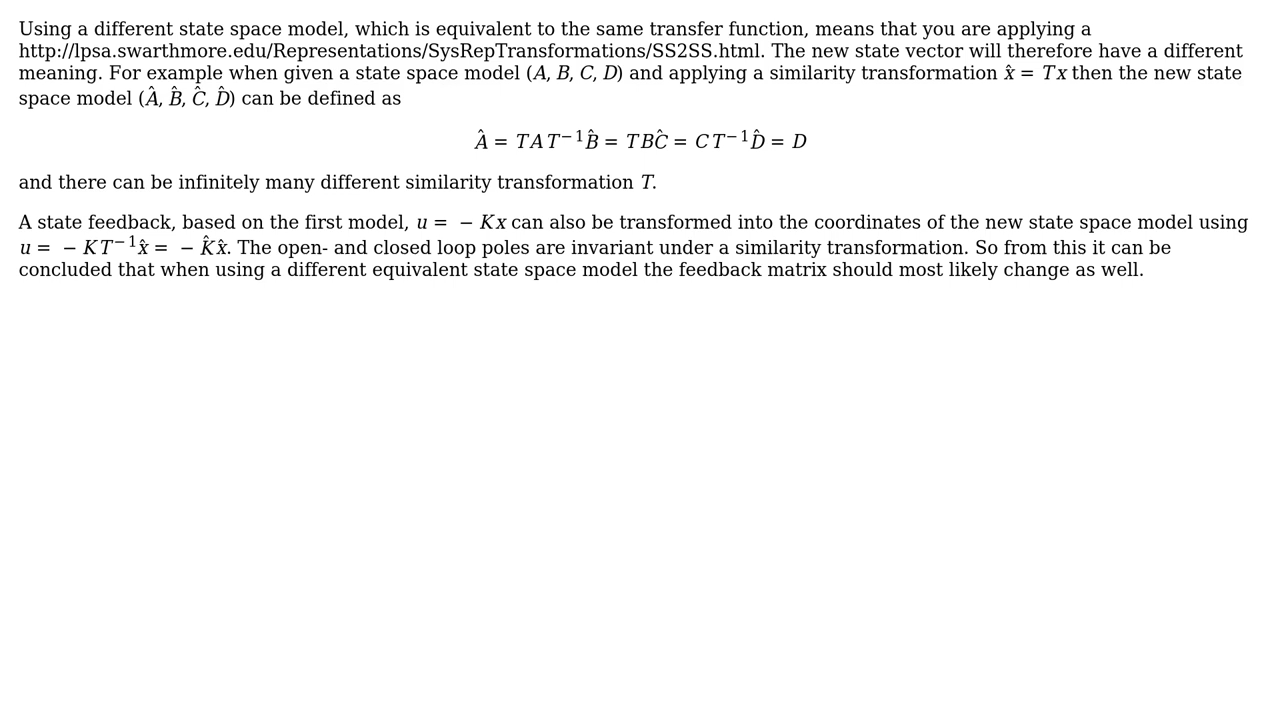 Using a different state space model, which is equivalent to the same transfer function, means that you are applying a
http://lpsa.swarthmore.edu/Representations/SysRepTransformations/SS2SS.html. The new state vector will therefore have a different
meaning. For example when given a state space model (A, B, C, D) and applying a similarity transformation x̂ = Tx then the new state
space model (Â, B̂, Ĉ, D̂) can be defined as
Â = TAT⁻¹B̂ = TBĈ = CT⁻¹D̂ = D
and there can be infinitely many different similarity transformation T.
A state feedback, based on the first model, u = −Kx can also be transformed into the coordinates of the new state space model using
u = −KT⁻¹x̂ = −K̂x̂. The open- and closed loop poles are invariant under a similarity transformation. So from this it can be
concluded that when using a different equivalent state space model the feedback matrix should most likely change as well.